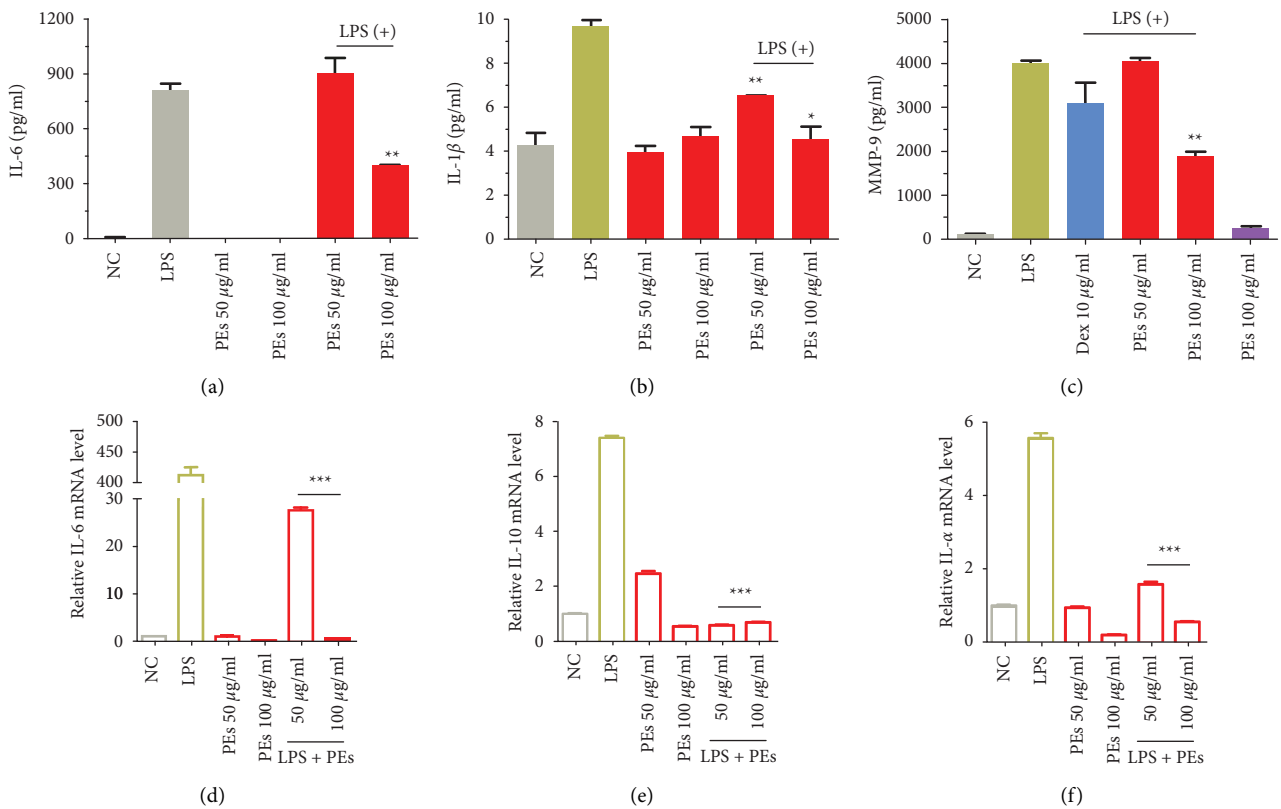 IL-6 (pg/ml)
1200
900
600
300
0
LPS (+)
**
NC
LPS
PEs 50 μg/ml
PEs 100 μg/ml
PEs 50 μg/ml
PEs 100 μg/ml
(a)
IL-1β (pg/ml)
10
8
6
4
2
0
LPS (+)
**
*
NC
LPS
PEs 50 μg/ml
PEs 100 μg/ml
PEs 50 μg/ml
PEs 100 μg/ml
(b)
MMP-9 (pg/ml)
5000
4000
3000
2000
1000
0
LPS (+)
**
NC
LPS
Dex 10 μg/ml
PEs 50 μg/ml
PEs 100 μg/ml
PEs 100 μg/ml
(c)
Relative IL-6 mRNA level
500
450
400
30
20
10
0
***
NC
LPS
PEs 50 μg/ml
PEs 100 μg/ml
50 μg/ml
100 μg/ml
LPS + PEs
(d)
Relative IL-10 mRNA level
8
6
4
2
0
***
NC
LPS
PEs 50 μg/ml
PEs 100 μg/ml
50 μg/ml
100 μg/ml
LPS + PEs
(e)
Relative IL-α mRNA level
6
4
2
0
***
NC
LPS
PEs 50 μg/ml
PEs 100 μg/ml
50 μg/ml
100 μg/ml
LPS + PEs
(f)